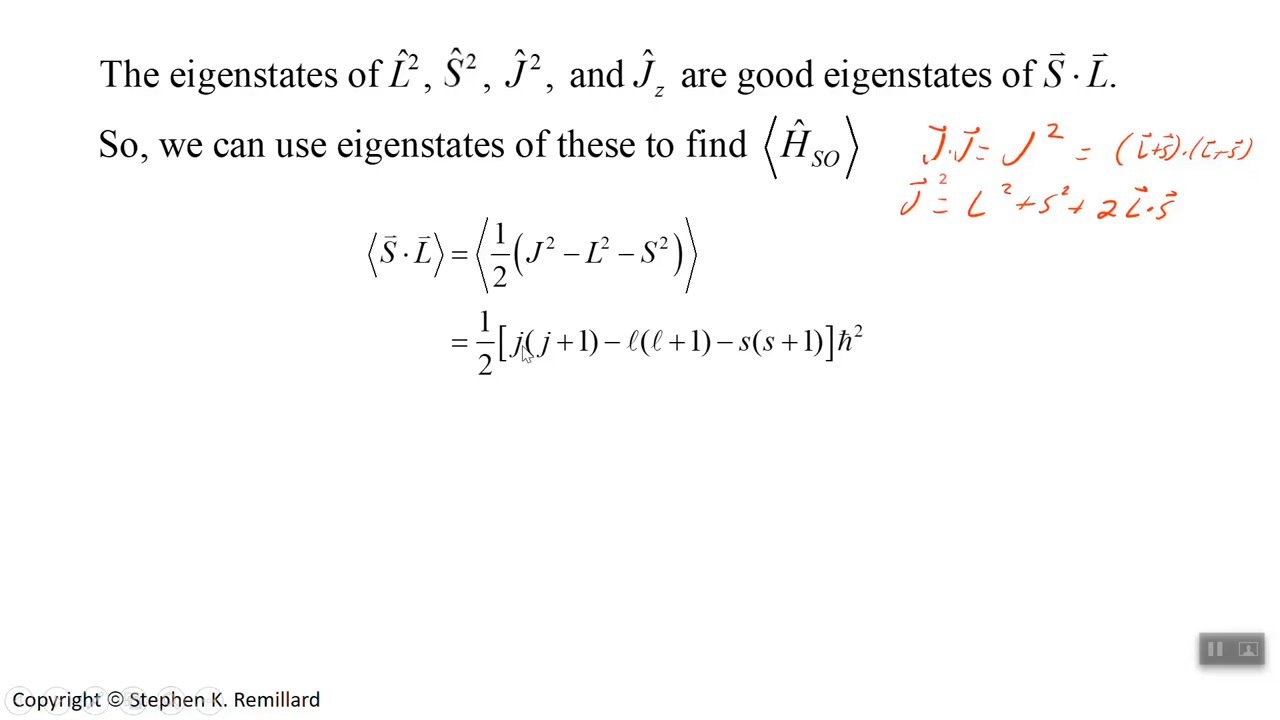 The eigenstates of L̂², Ŝ², Ĵ², and Ĵ_z are good eigenstates of S⃗ · L⃗.
So, we can use eigenstates of these to find ⟨Ĥ_SO⟩
J⃗·J⃗ = J² = (L⃗+S⃗)·(L⃗+S⃗)
J⃗² = L² + S² + 2L⃗·S⃗
⟨S⃗ · L⃗⟩ = ⟨1/2 (J² − L² − S²)⟩
= 1/2 [j(j + 1) − ℓ(ℓ + 1) − s(s + 1)]ℏ²
Copyright © Stephen K. Remillard